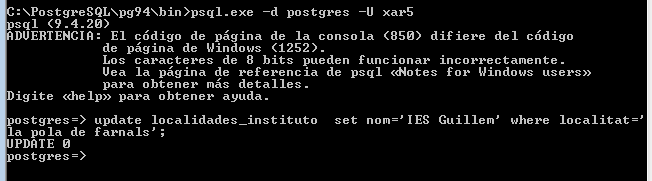 C:\PostgreSQL\pg94\bin>psql.exe -d postgres -U xar5
psql (9.4.20)
ADVERTENCIA: El código de página de la consola (850) difiere del código
de página de Windows (1252).
Los caracteres de 8 bits pueden funcionar incorrectamente.
Vea la página de referencia de psql «Notes for Windows users»
para obtener más detalles.
Digite «help» para obtener ayuda.
postgres=> update localidades_instituto  set nom='IES Guillem' where localitat='
la pola de farnals';
UPDATE 0
postgres=>